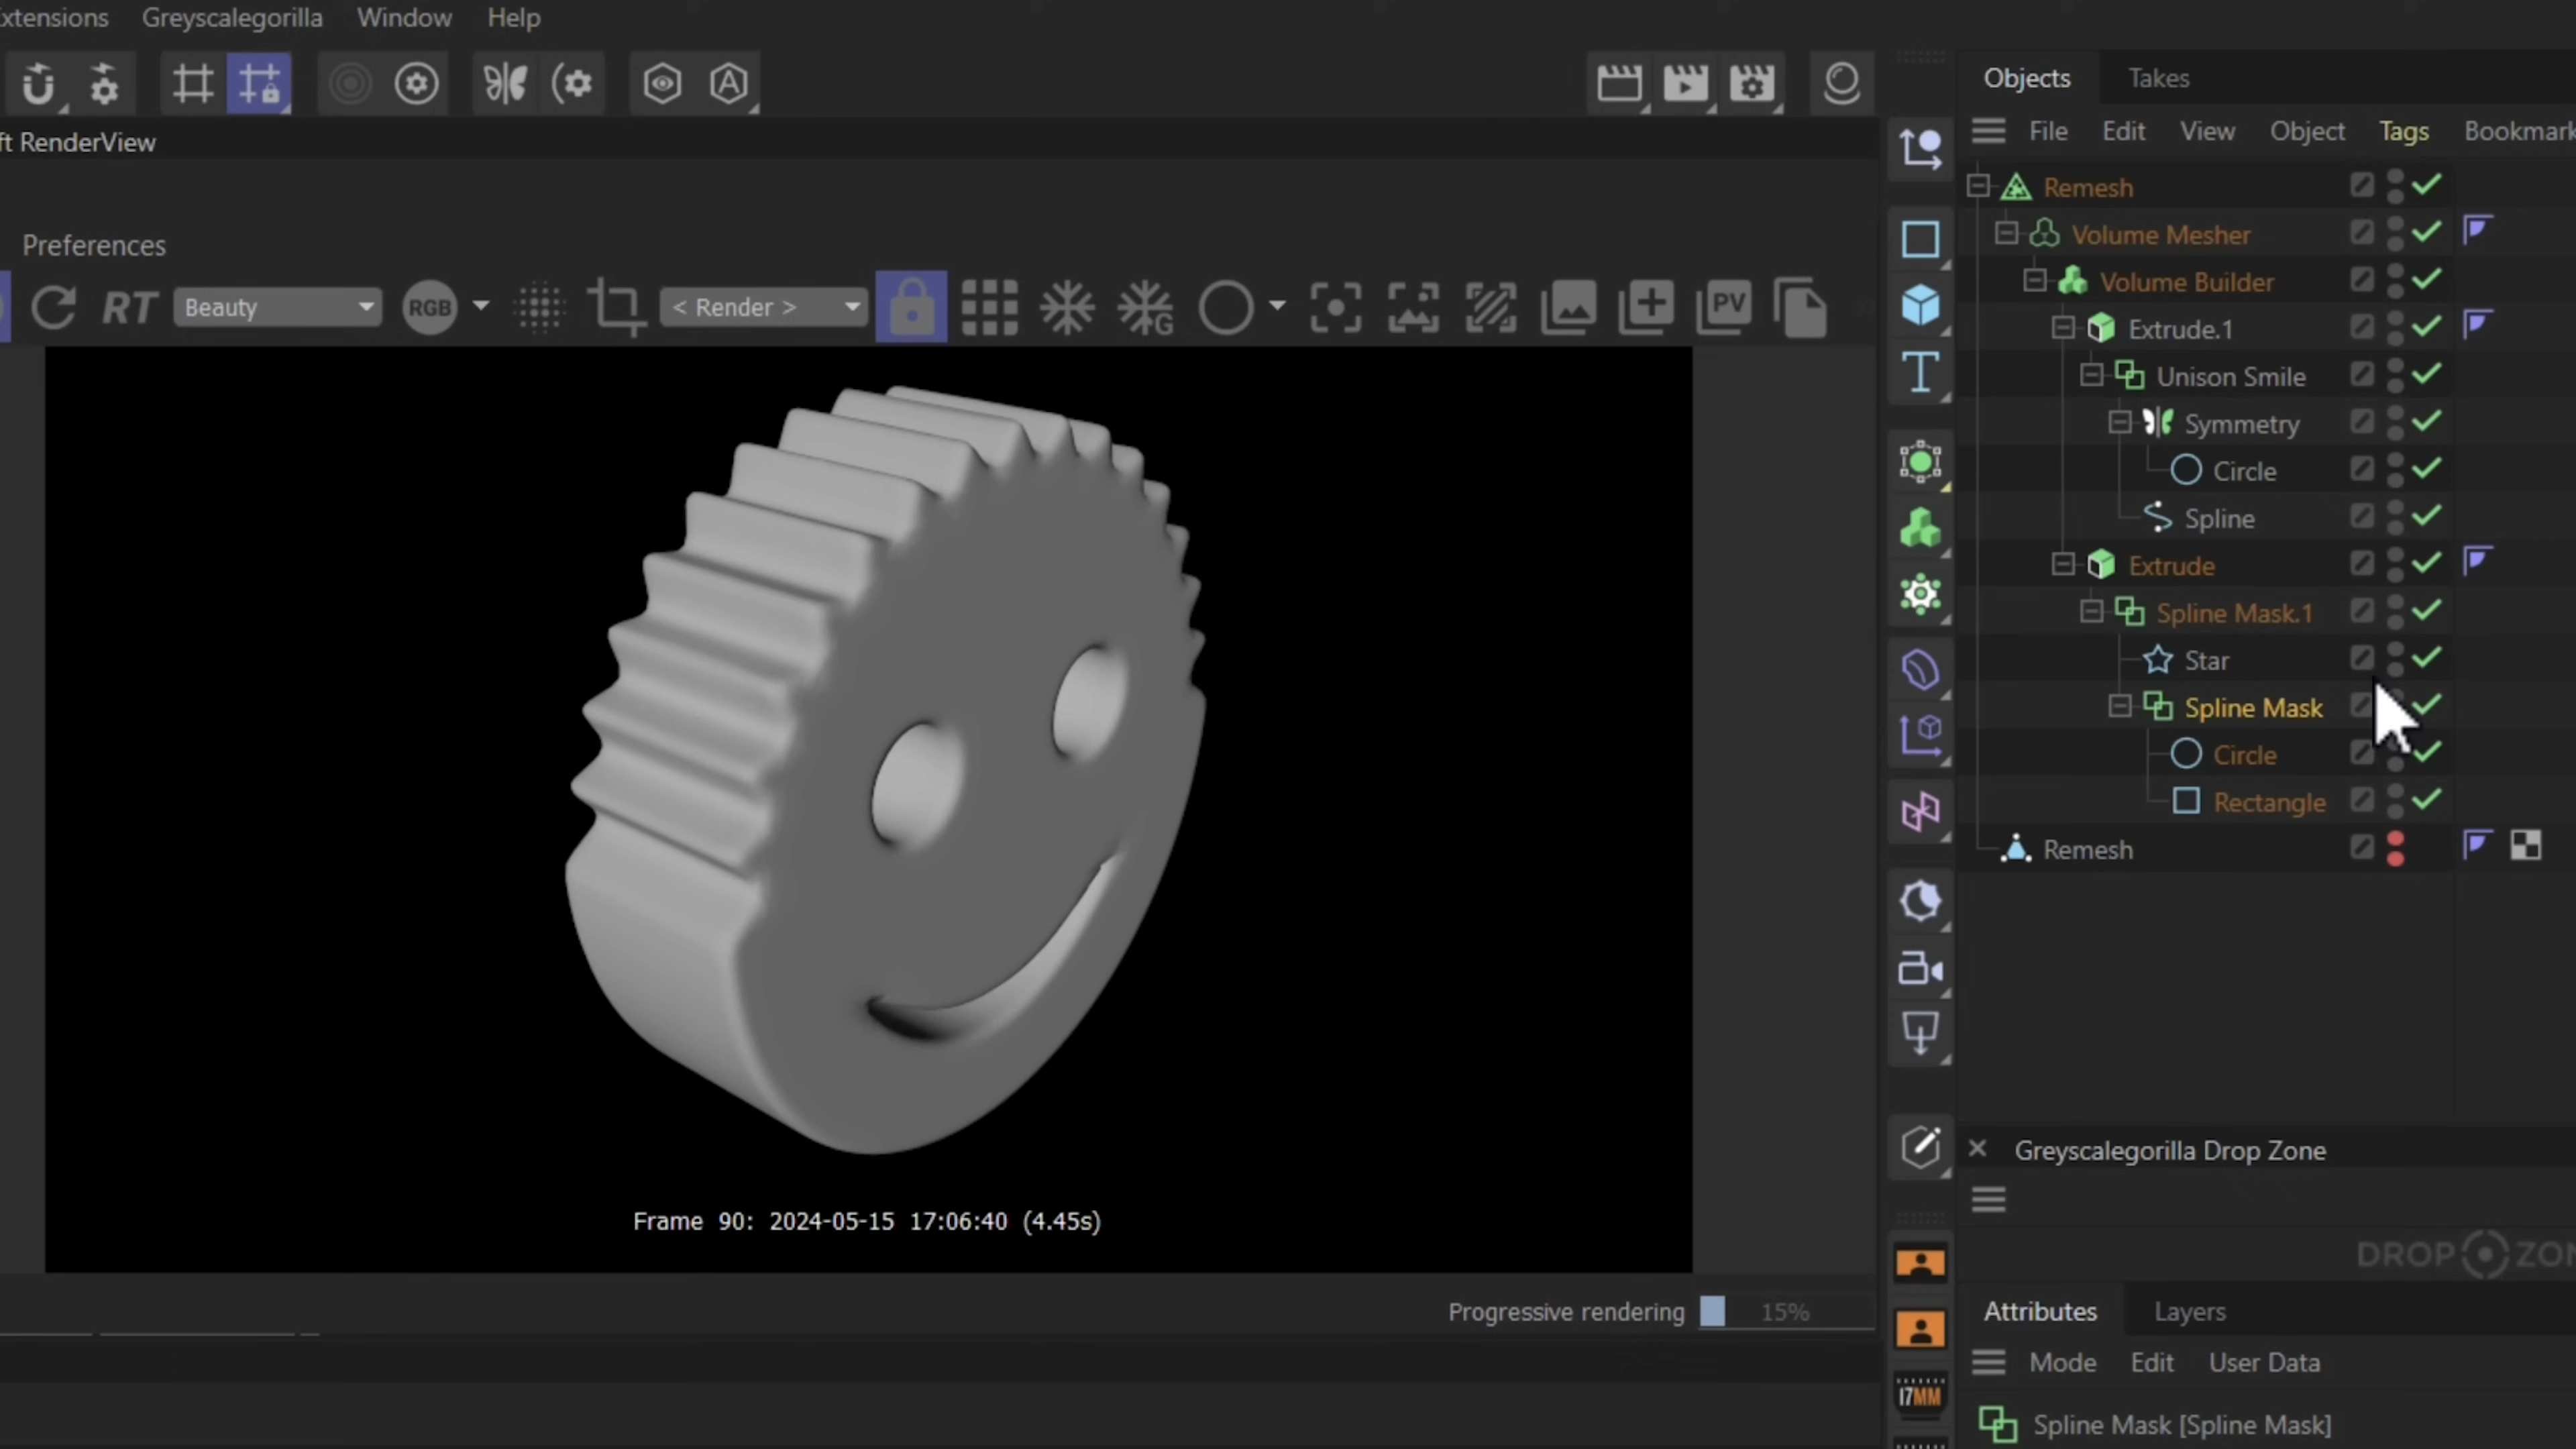 xtensions Greyscalegorilla Window Help
ft RenderView
Preferences
RT Beauty RGB < Render > G PV
Frame 90: 2024-05-15 17:06:40 (4.45s)
Progressive rendering 15%
A
T
17MM
Objects Takes
File Edit View Object Tags Bookmark
Remesh
Volume Mesher
Volume Builder
Extrude.1
Unison Smile
Symmetry
Circle
Spline
Extrude
Spline Mask.1
Star
Spline Mask
Circle
Rectangle
Remesh
Greyscalegorilla Drop Zone
DROP ZON
Attributes Layers
Mode Edit User Data
Spline Mask [Spline Mask]